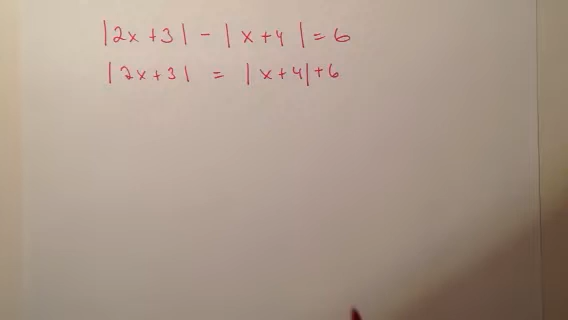 |2x+3| - |x+4| = 6
|2x+3| = |x+4|+6